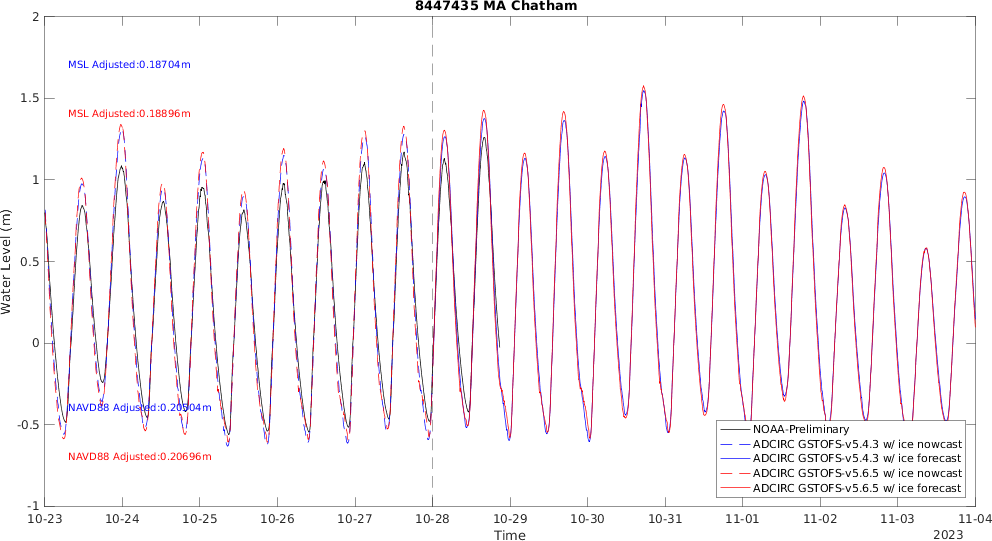 8447435 MA Chatham
2
1.5
1
0.5
0
-0.5
-1
Water Level (m)
MSL Adjusted:0.18704m
MSL Adjusted:0.18896m
NAVD88 Adjusted:0.20504m
NAVD88 Adjusted:0.20696m
NOAA-Preliminary
ADCIRC GSTOFS-v5.4.3 w/ ice nowcast
ADCIRC GSTOFS-v5.4.3 w/ ice forecast
ADCIRC GSTOFS-v5.6.5 w/ ice nowcast
ADCIRC GSTOFS-v5.6.5 w/ ice forecast
10-23 10-24 10-25 10-26 10-27 10-28 10-29 10-30 10-31 11-01 11-02 11-03 11-04
Time
2023